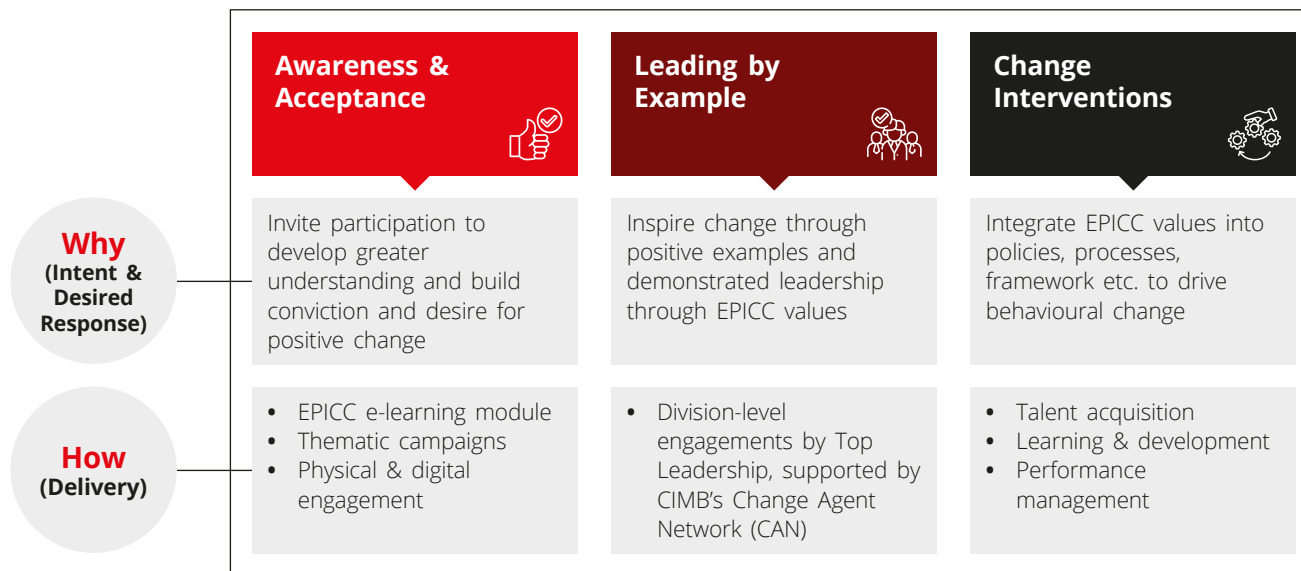 Awareness &
Acceptance
Leading by
Example
Change
Interventions
Why
(Intent &
Desired
Response)
Invite participation to
develop greater
understanding and build
conviction and desire for
positive change
Inspire change through
positive examples and
demonstrated leadership
through EPICC values
Integrate EPICC values into
policies, processes,
framework etc. to drive
behavioural change
How
(Delivery)
• EPICC e-learning module
• Thematic campaigns
• Physical & digital
engagement
• Division-level
engagements by Top
Leadership, supported by
CIMB’s Change Agent
Network (CAN)
• Talent acquisition
• Learning & development
• Performance
management